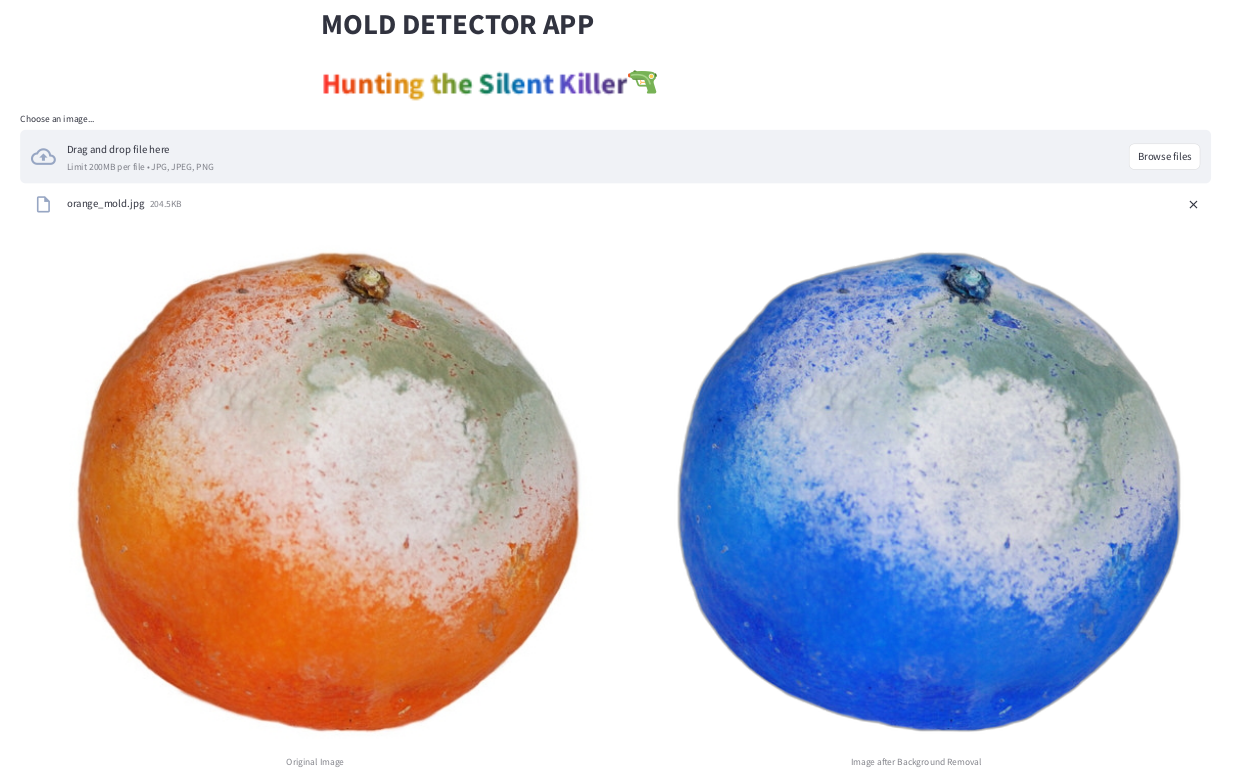 MOLD DETECTOR APP
Hunting the Silent Killer
Choose an image...
Drag and drop file here
Limit 200MB per file • JPG, JPEG, PNG
Browse files
orange_mold.jpg 204.5KB
Original Image
Image after Background Removal